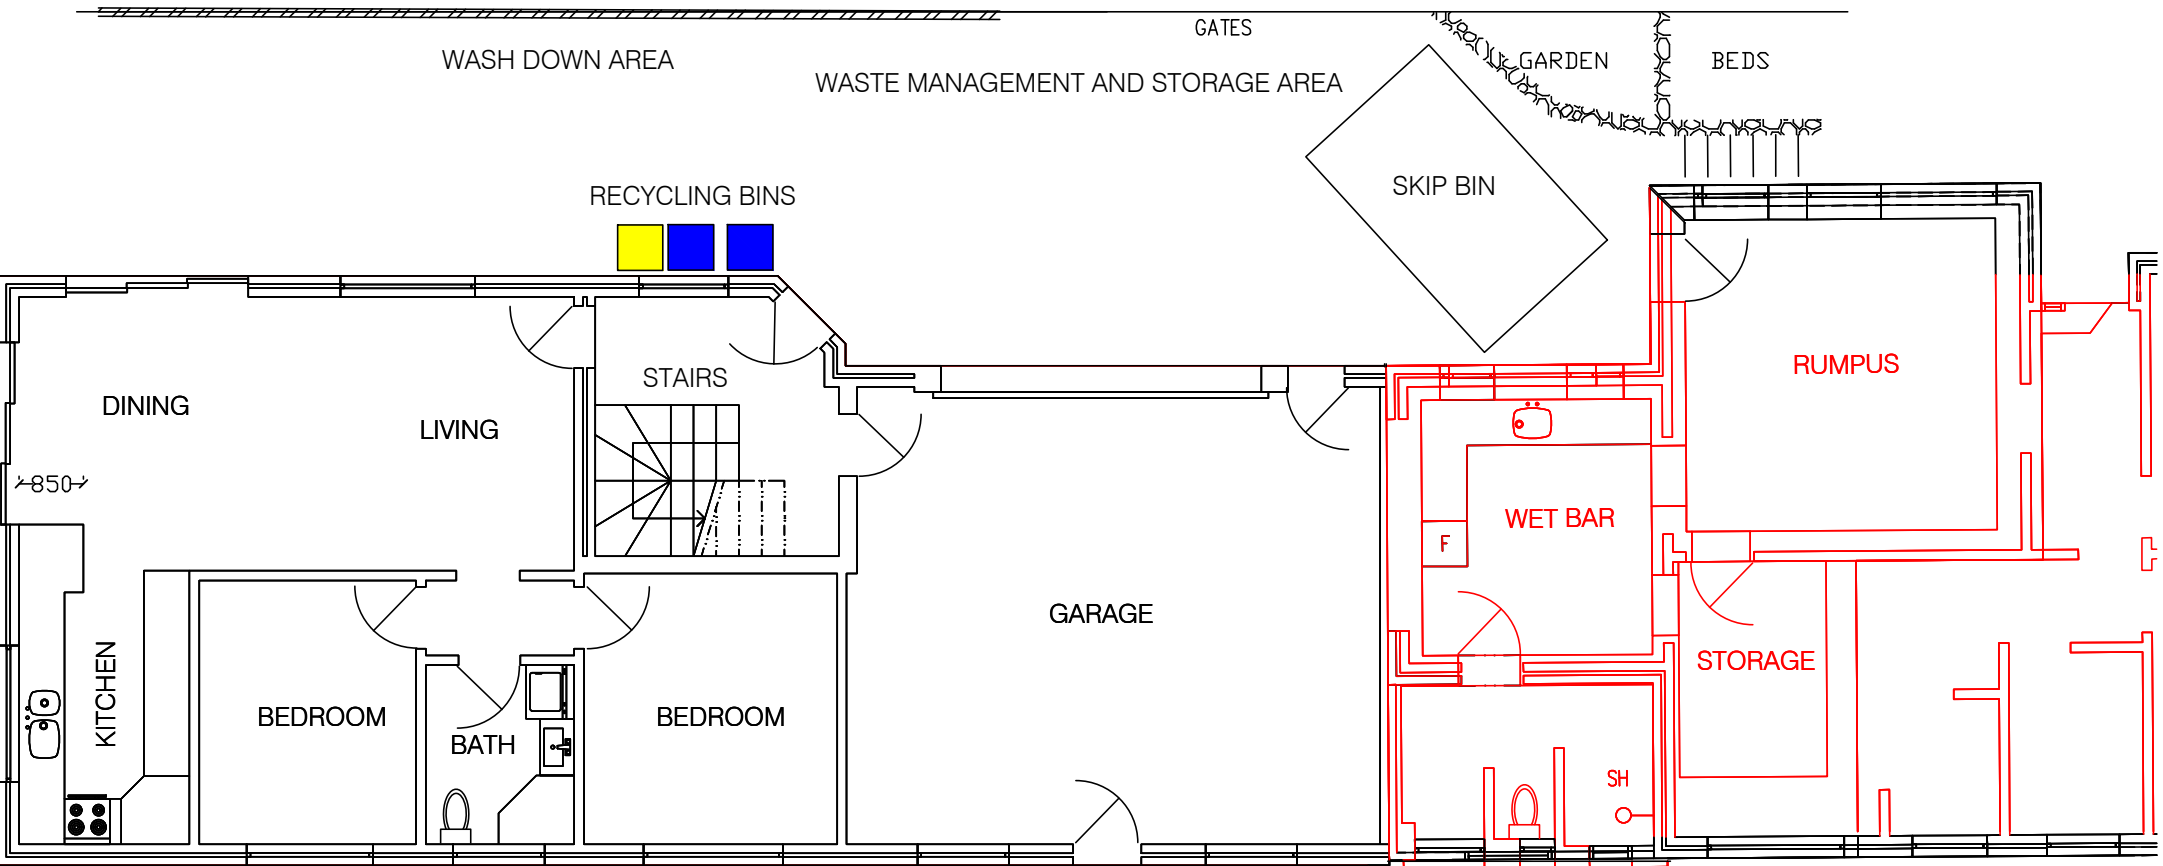 GATES
WASH DOWN AREA
GARDEN BEDS
WASTE MANAGEMENT AND STORAGE AREA
SKIP BIN
RECYCLING BINS
RUMPUS
STAIRS
DINING
LIVING
850
WET BAR
F
GARAGE
STORAGE
KITCHEN
BEDROOM
BEDROOM
BATH
SH